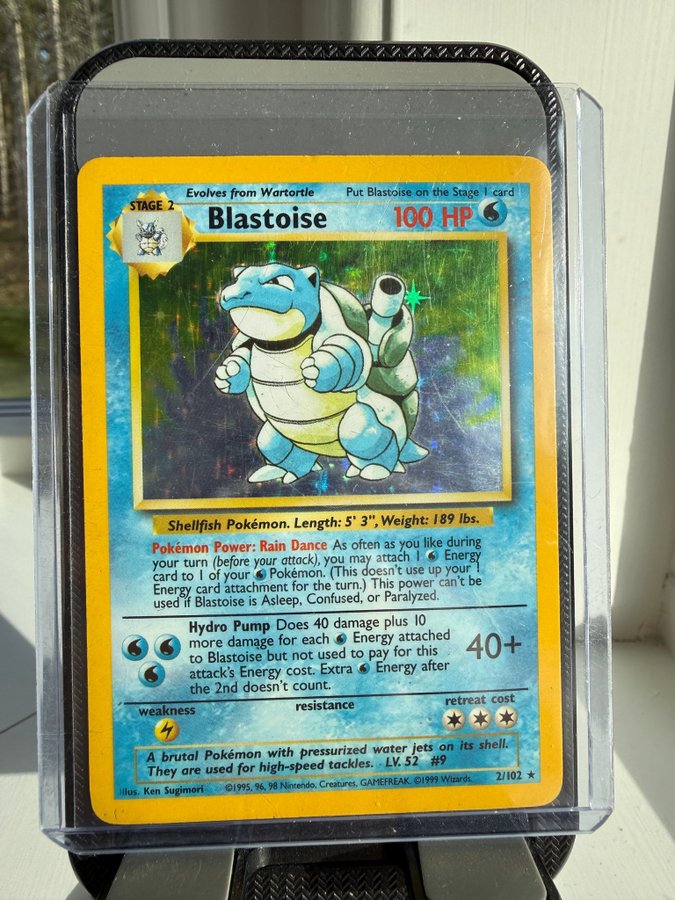 Evolves from Wartortle Put Blastoise on the Stage 1 card
STAGE 2
Blastoise 100 HP
Shellfish Pokémon. Length: 5' 3", Weight: 189 lbs.
Pokémon Power: Rain Dance As often as you like during
your turn (before your attack), you may attach 1 Energy
card to 1 of your Pokémon. (This doesn't use up your 1
Energy card attachment for the turn.) This power can't be
used if Blastoise is Asleep, Confused, or Paralyzed.
Hydro Pump Does 40 damage plus 10
more damage for each Energy attached
to Blastoise but not used to pay for this
attack's Energy cost. Extra Energy after
the 2nd doesn't count.
40+
weakness resistance retreat cost
A brutal Pokémon with pressurized water jets on its shell.
They are used for high-speed tackles. LV. 52 #9
Illus. Ken Sugimori ©1995, 96, 98 Nintendo, Creatures, GAMEFREAK. ©1999 Wizards. 2/102 ★